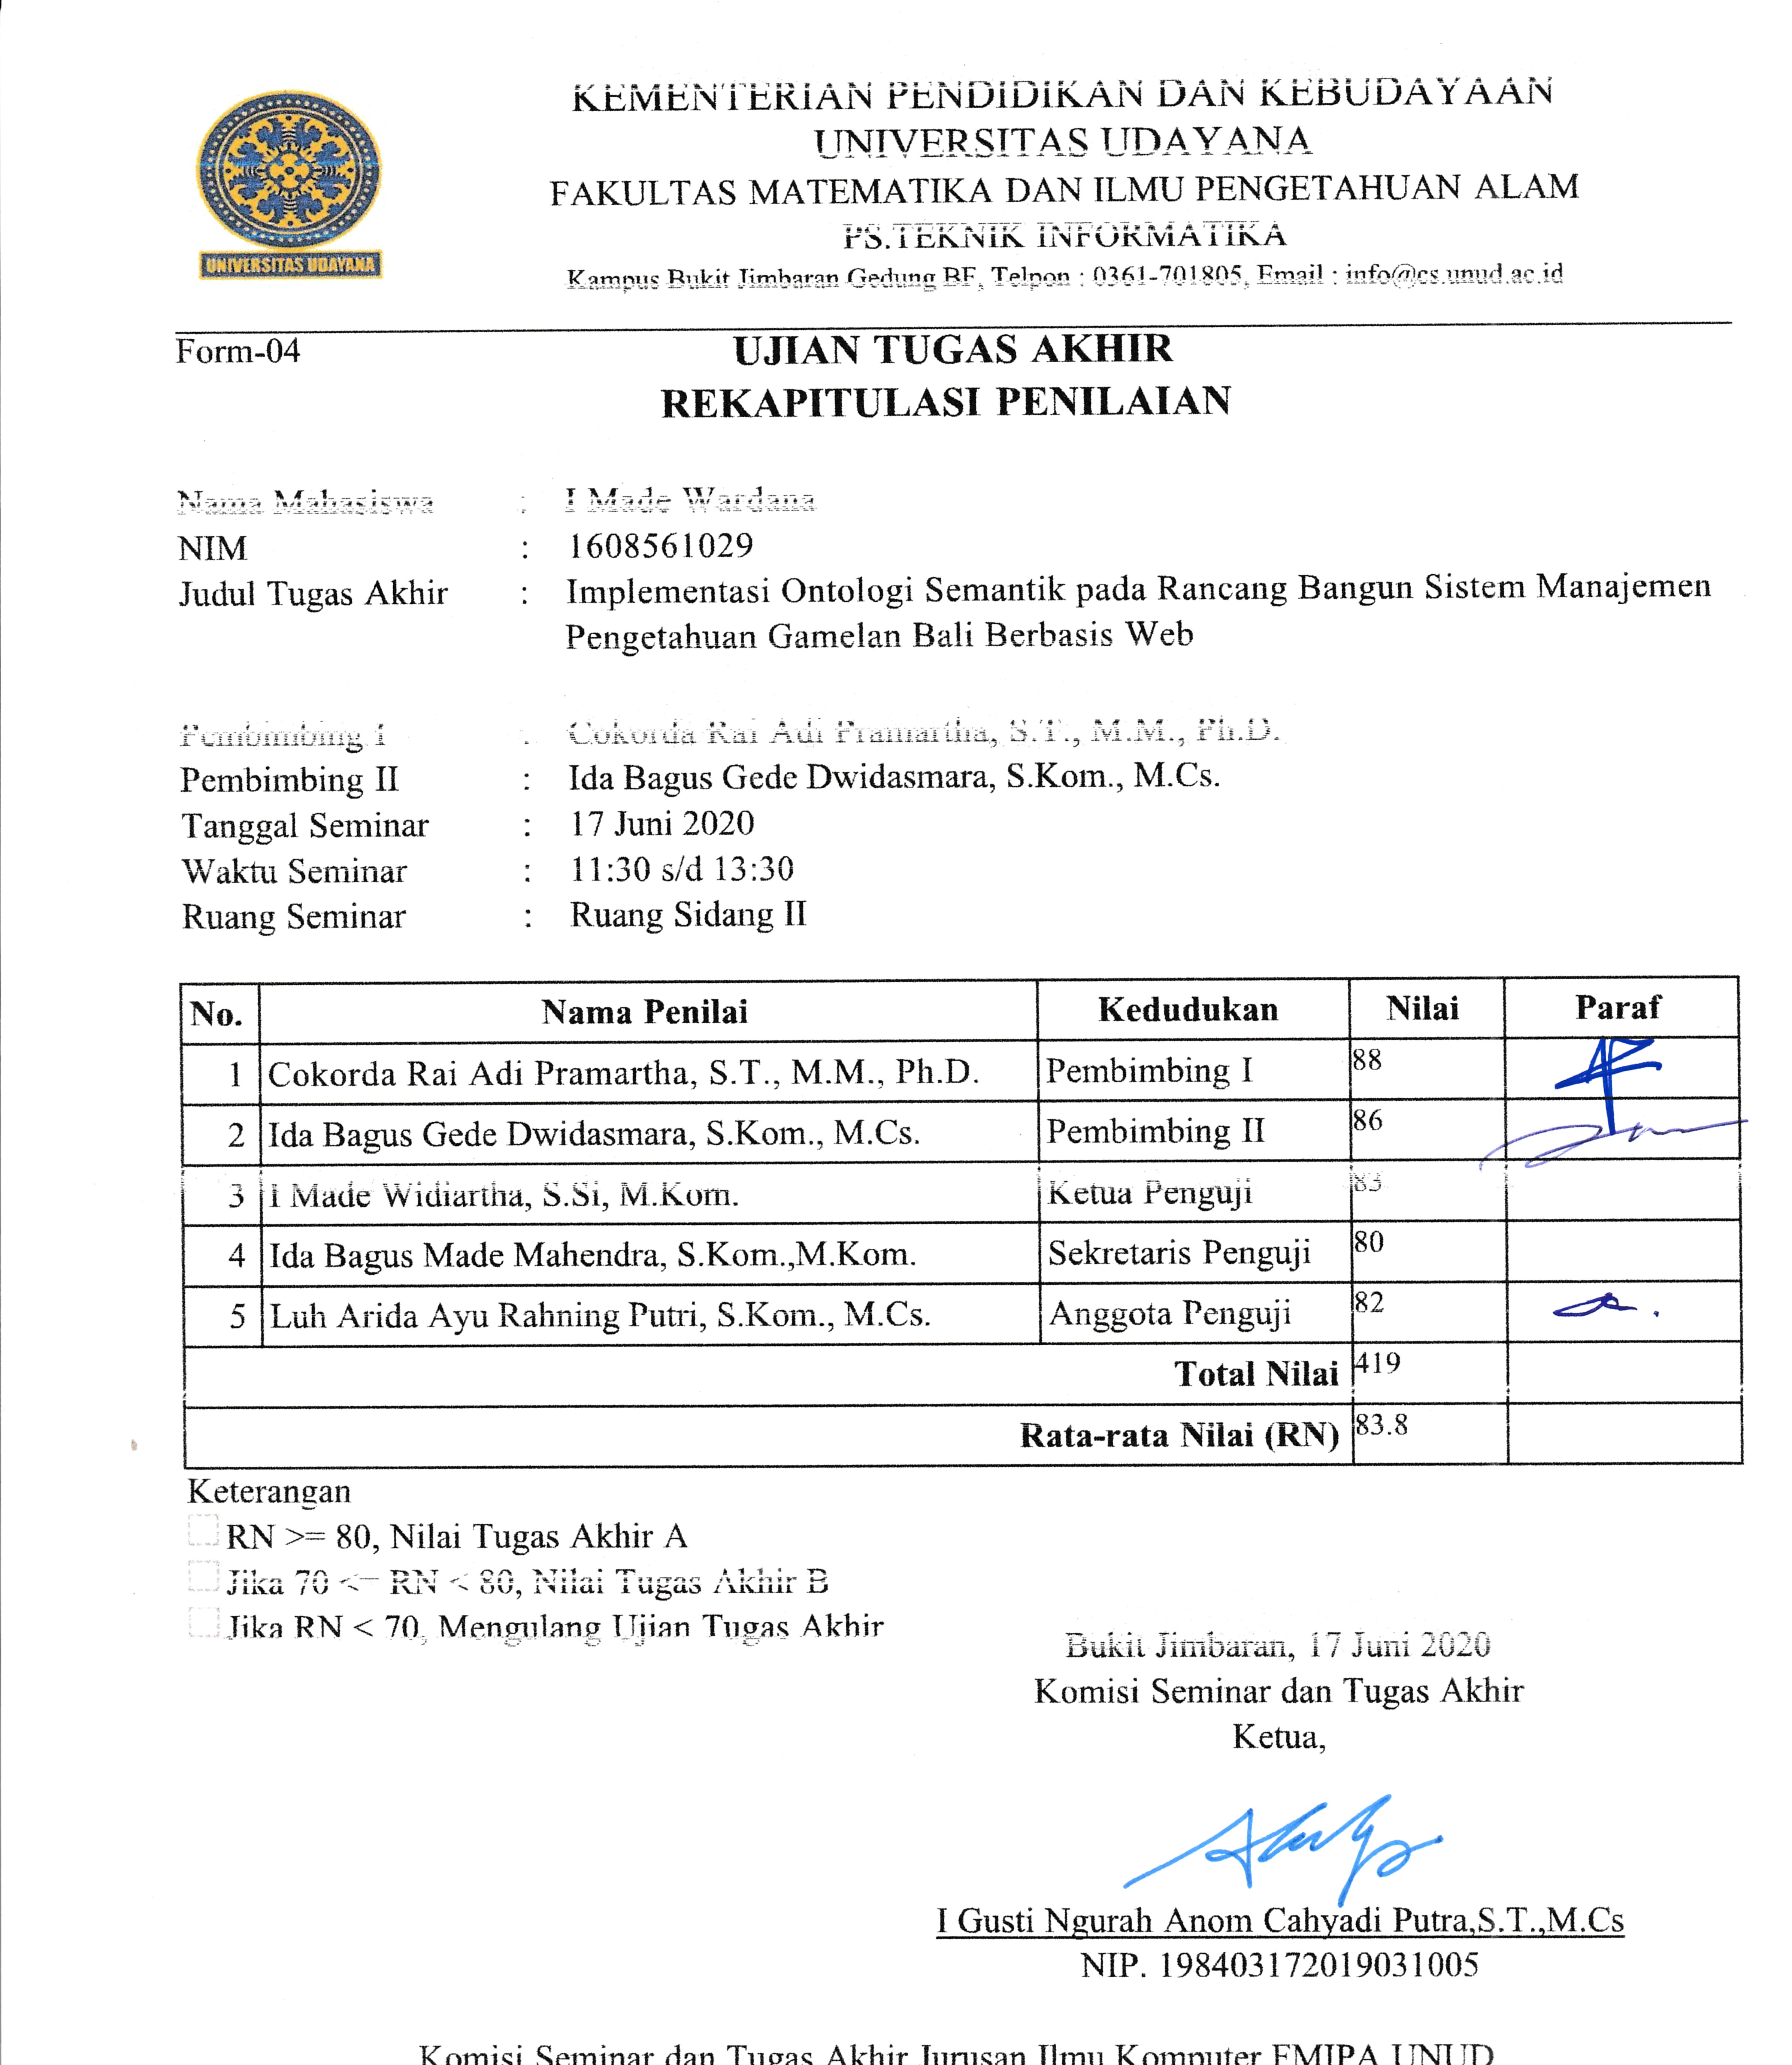 KEMENTERIAN PENDIDIKAN DAN KEBUDAYAAN
UNIVERSITAS UDAYANA
FAKULTAS MATEMATIKA DAN ILMU PENGETAHUAN ALAM
PS.TEKNIK INFORMATIKA
Kampus Bukit Jimbaran Gedung BF, Telpon : 0361-701805, Email : info@cs.unud.ac.id
UNIVERSITAS UDAYANA
Form-04
UJIAN TUGAS AKHIR
REKAPITULASI PENILAIAN
Nama Mahasiswa : I Made Wardana
NIM : 1608561029
Judul Tugas Akhir : Implementasi Ontologi Semantik pada Rancang Bangun Sistem Manajemen
Pengetahuan Gamelan Bali Berbasis Web
Pembimbing I : Cokorda Rai Adi Pramartha, S.T., M.M., Ph.D.
Pembimbing II : Ida Bagus Gede Dwidasmara, S.Kom., M.Cs.
Tanggal Seminar : 17 Juni 2020
Waktu Seminar : 11:30 s/d 13:30
Ruang Seminar : Ruang Sidang II
No. Nama Penilai Kedudukan Nilai Paraf
1 Cokorda Rai Adi Pramartha, S.T., M.M., Ph.D. Pembimbing I 88
2 Ida Bagus Gede Dwidasmara, S.Kom., M.Cs. Pembimbing II 86
3 I Made Widiartha, S.Si, M.Kom. Ketua Penguji 83
4 Ida Bagus Made Mahendra, S.Kom.,M.Kom. Sekretaris Penguji 80
5 Luh Arida Ayu Rahning Putri, S.Kom., M.Cs. Anggota Penguji 82
Total Nilai 419
Rata-rata Nilai (RN) 83.8
Keterangan
RN >= 80, Nilai Tugas Akhir A
Jika 70 <= RN < 80, Nilai Tugas Akhir B
Jika RN < 70, Mengulang Ujian Tugas Akhir
Bukit Jimbaran, 17 Juni 2020
Komisi Seminar dan Tugas Akhir
Ketua,
I Gusti Ngurah Anom Cahyadi Putra,S.T.,M.Cs
NIP. 198403172019031005
Komisi Seminar dan Tugas Akhir Jurusan Ilmu Komputer FMIPA UNUD